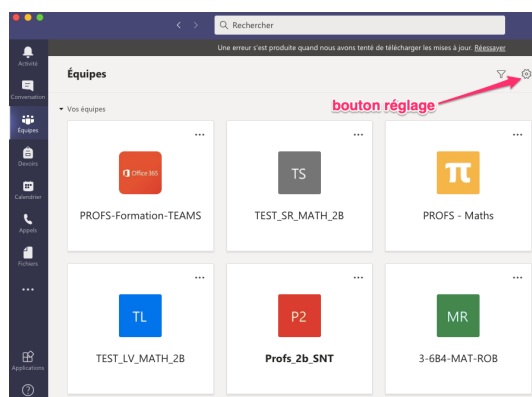 Rechercher
Une erreur s'est produite quand nous avons tenté de télécharger les mises à jour. Réessayer
Activité
Conversation
Équipes
Devoirs
Calendrier
Appels
Fichiers
Applications
Équipes
bouton réglage
Vos équipes
Office 365
PROFS-Formation-TEAMS
TS
TEST_SR_MATH_2B
π
PROFS - Maths
TL
TEST_LV_MATH_2B
P2
Profs_2b_SNT
MR
3-6B4-MAT-ROB